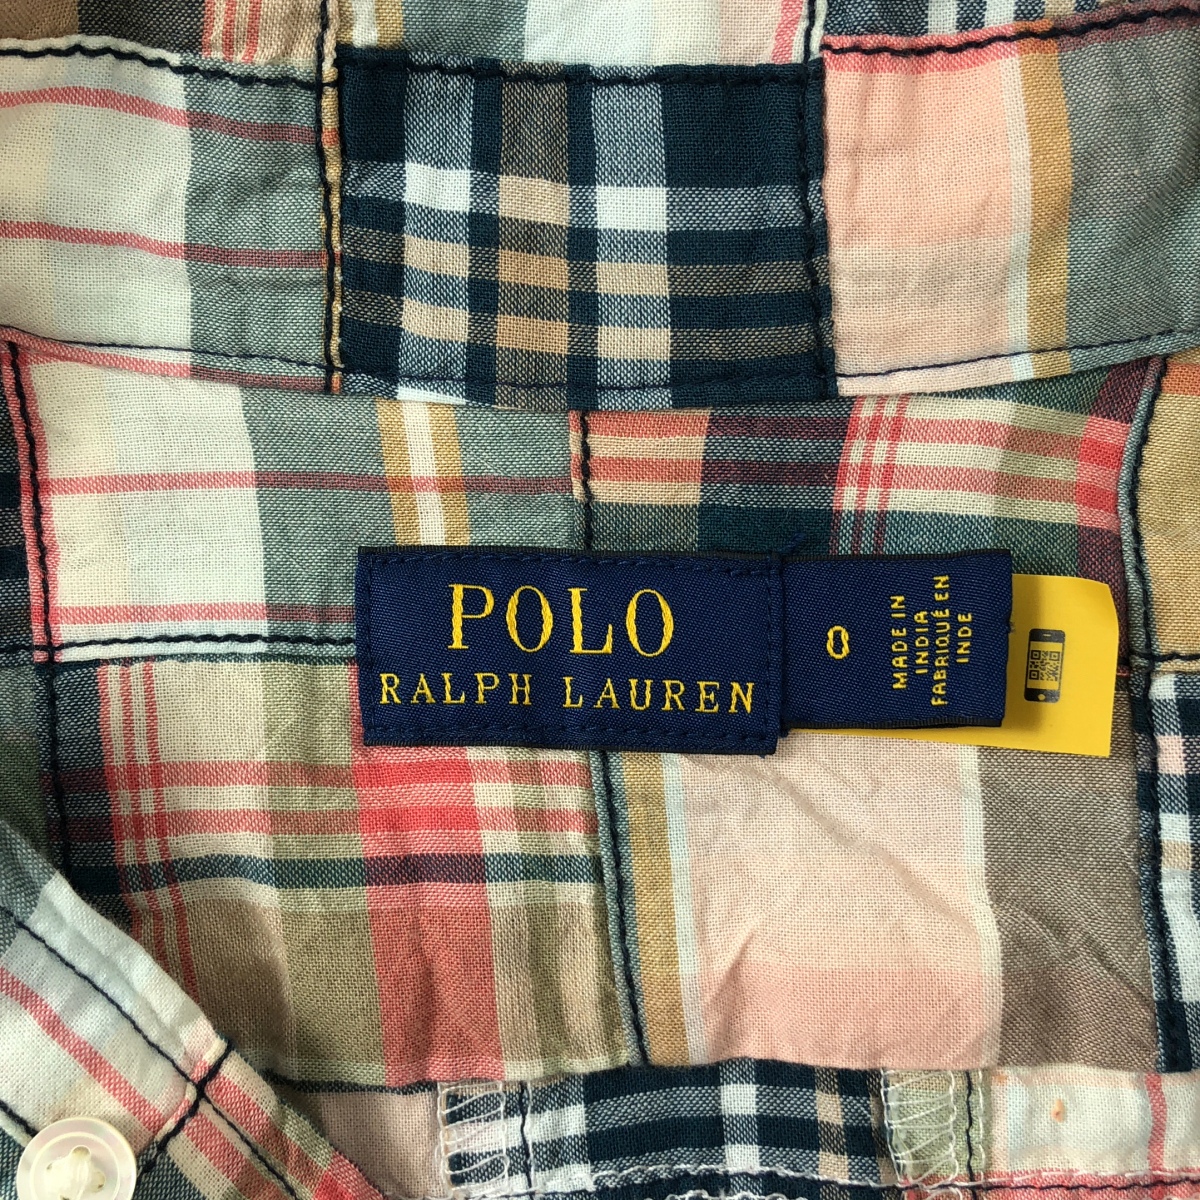 POLO
RALPH LAUREN
0
MADE IN
INDIA
FABRIQUÉ EN
INDE